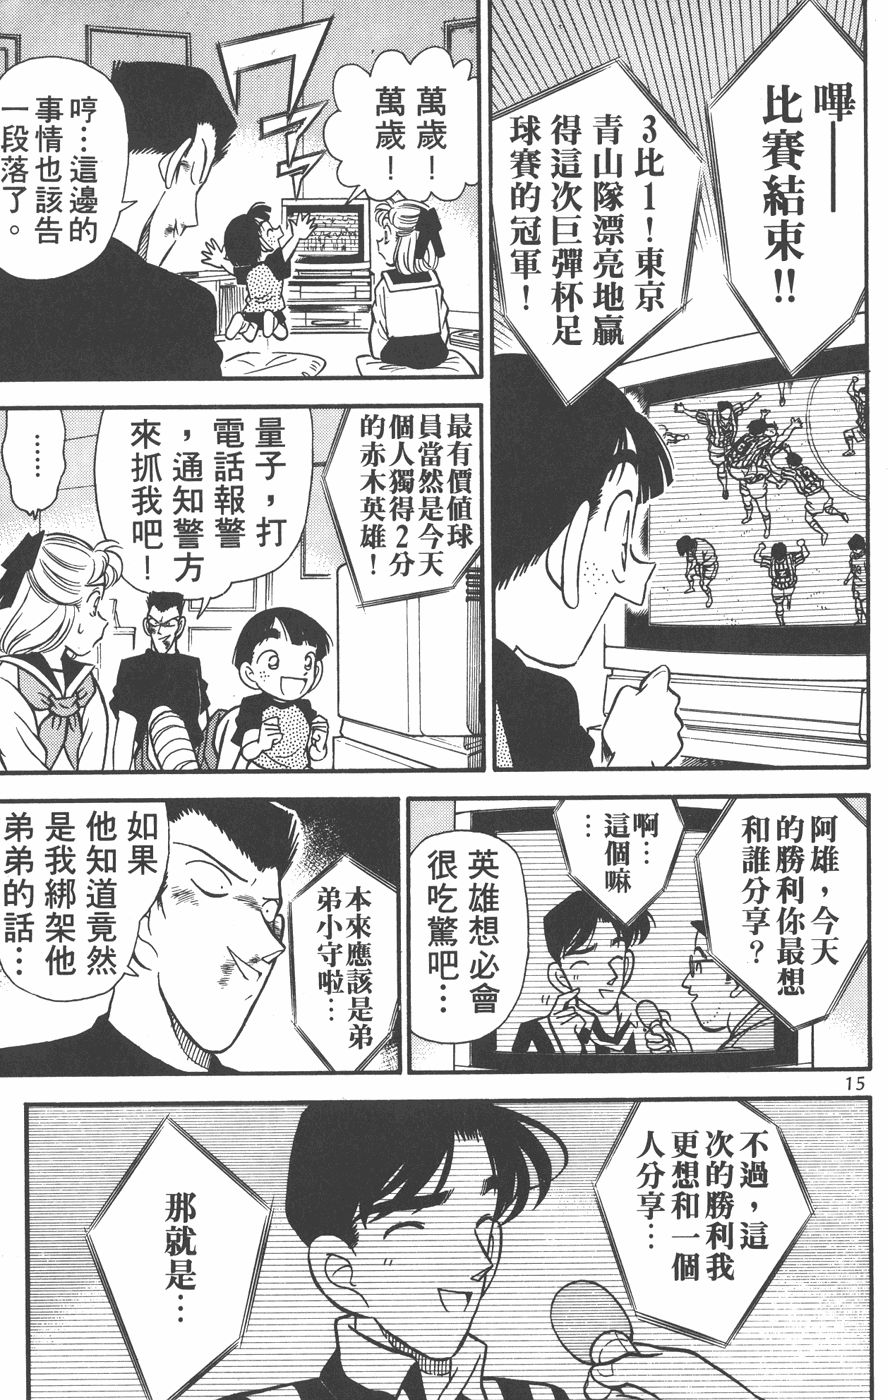 嗶——
比賽結束!!
3比1！東京
青山隊漂亮地贏
得這次巨彈杯足
球賽的冠軍！
萬歲！
萬歲！
哼…這邊的
事情也該告
一段落了。
最有價值球
員當然是今天
個人獨得2分
的赤木英雄！
量子，打
電話報警
，通知警方
來抓我吧！
……
阿雄，今天
的勝利你最想
和誰分享？
啊…
這個嘛
…
英雄想必會
很吃驚吧…
本來應該是弟
弟小守啦…
如果
他知道竟然
是我綁架他
弟弟的話…
15
不過，這
次的勝利我
更想和一個
人分享…
那就是…